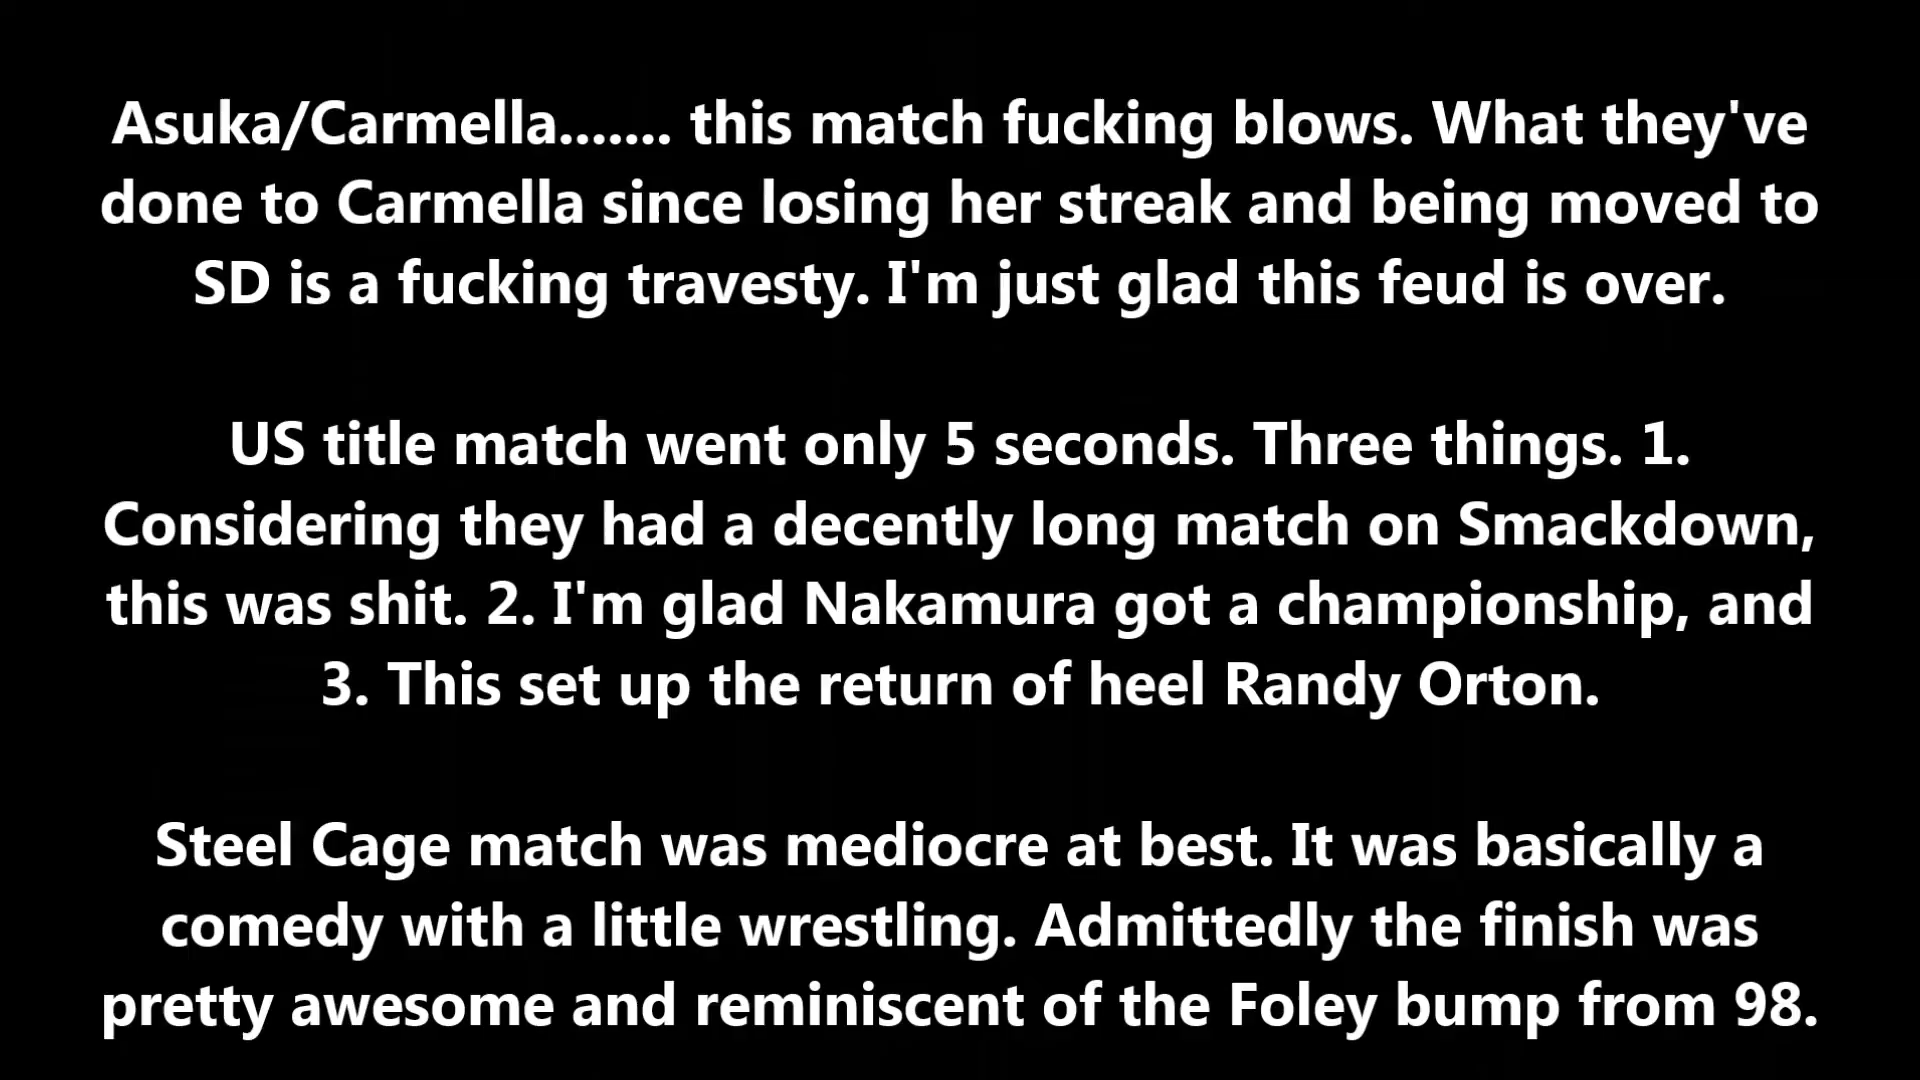 Asuka/Carmella....... this match fucking blows. What they've
done to Carmella since losing her streak and being moved to
SD is a fucking travesty. I'm just glad this feud is over.
US title match went only 5 seconds. Three things. 1.
Considering they had a decently long match on Smackdown,
this was shit. 2. I'm glad Nakamura got a championship, and
3. This set up the return of heel Randy Orton.
Steel Cage match was mediocre at best. It was basically a
comedy with a little wrestling. Admittedly the finish was
pretty awesome and reminiscent of the Foley bump from 98.